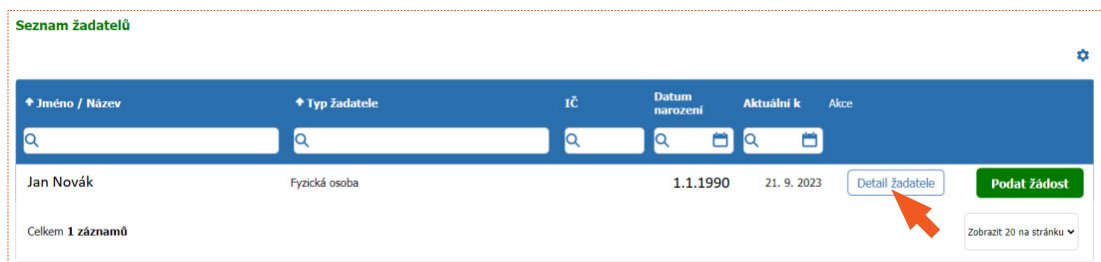 Seznam žadatelů
Jméno / Název Typ žadatele IČ Datum narození Aktuální k Akce
Jan Novák Fyzická osoba 1.1.1990 21. 9. 2023 Detail žadatele Podat žádost
Celkem 1 záznamů Zobrazit 20 na stránku